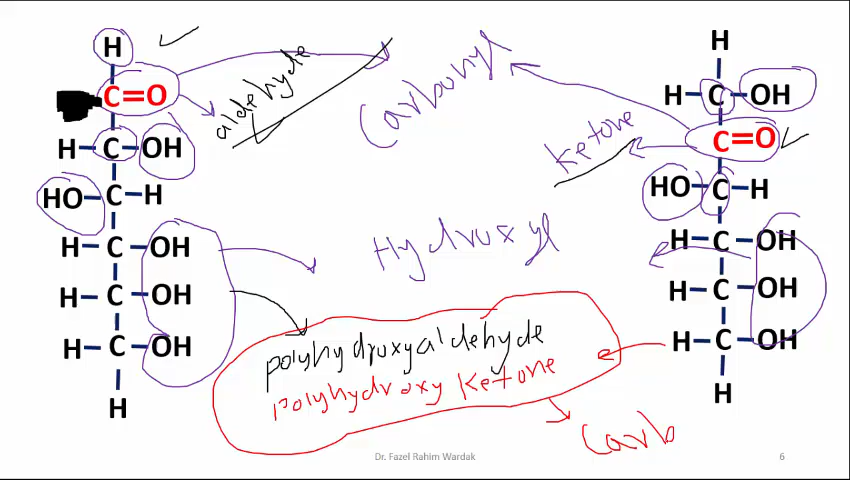 H
C=O
H-C-OH
HO-C-H
H-C-OH
H-C-OH
H-C-OH
H
aldehyde
Carbonyl
Ketone
Hydroxyl
polyhydroxyaldehyde
polyhydroxy Ketone
Carb
H
H-C-OH
C=O
HO-C-H
H-C-OH
H-C-OH
H-C-OH
H
Dr. Fazel Rahim Wardak
6